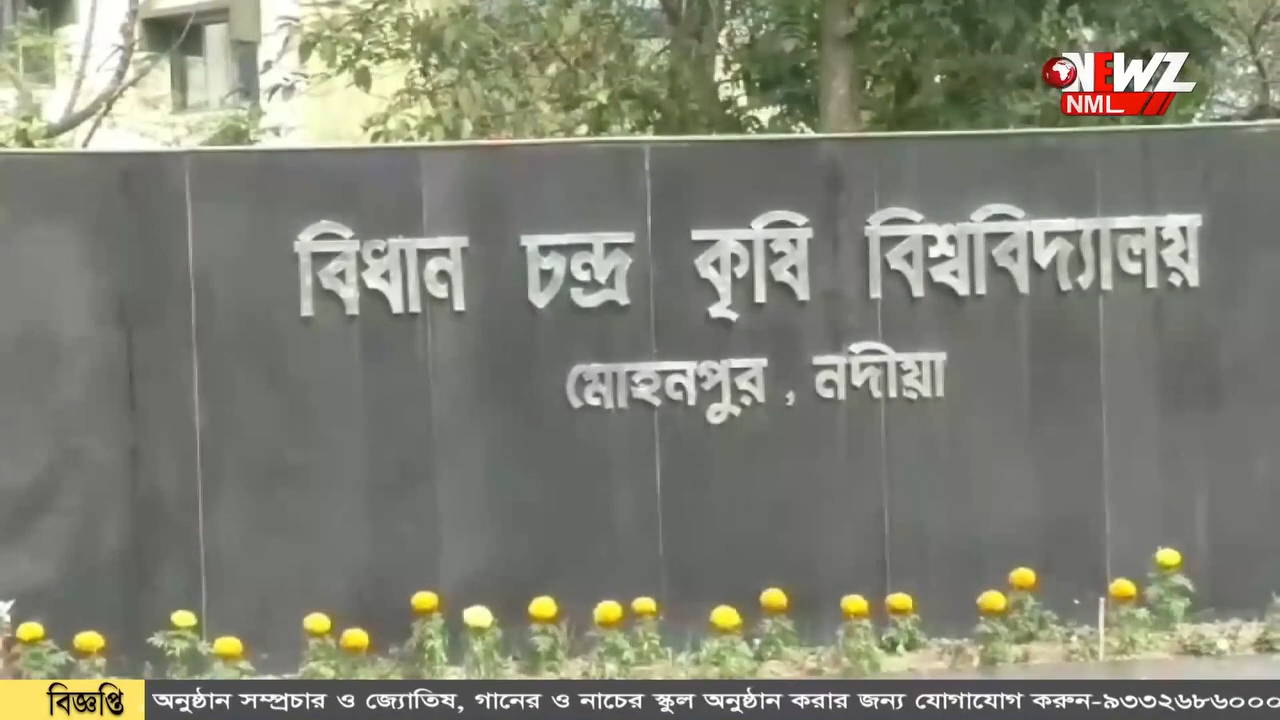 NEWZ
NML
বিধান চন্দ্র কৃষি বিশ্ববিদ্যালয়
মোহনপুর , নদীয়া
বিজ্ঞপ্তি
অনুষ্ঠান সম্প্রচার ও জ্যোতিষ, গানের ও নাচের স্কুল অনুষ্ঠান করার জন্য যোগাযোগ করুন-৯৩৩২৬৮৬০০০